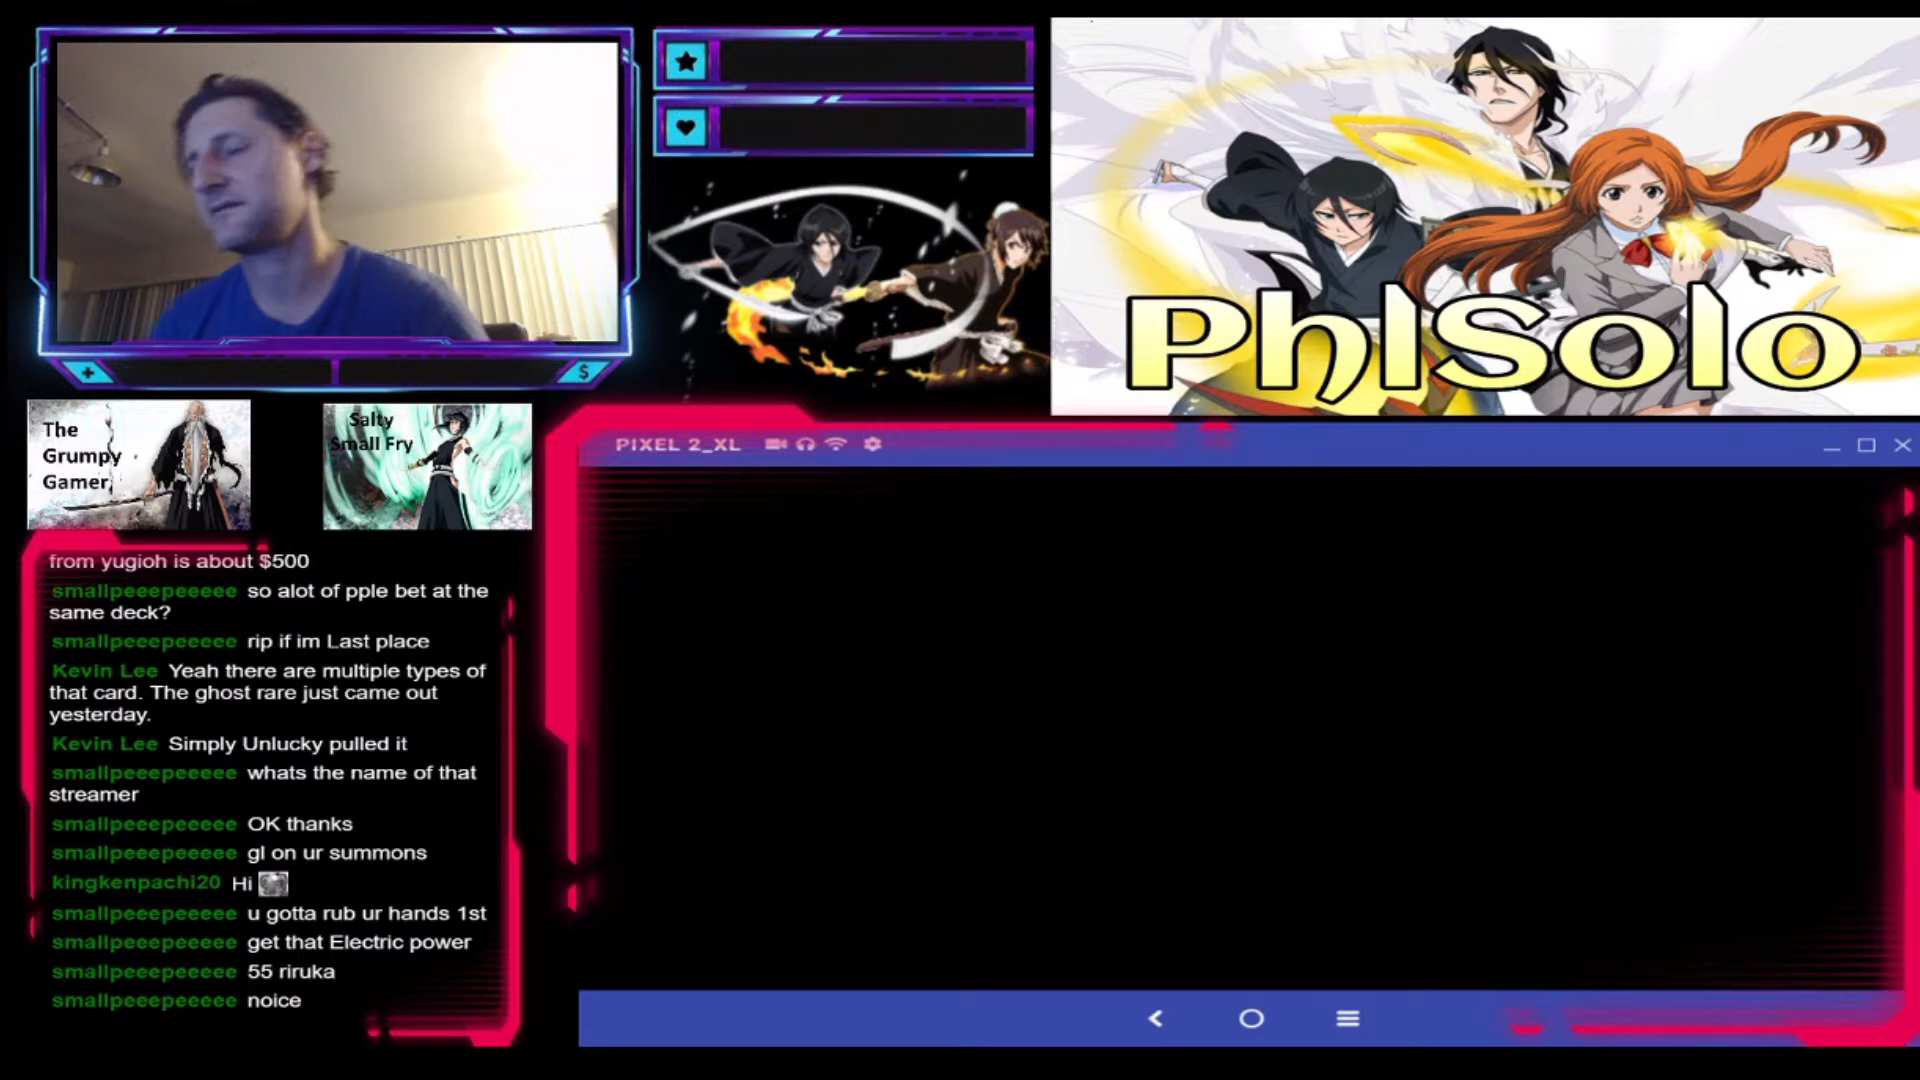 PhISolo
The
Grumpy
Gamer
Salty
Small Fry
PIXEL 2_XL
from yugioh is about $500
smallpeeepeeeee so alot of pple bet at the
same deck?
smallpeeepeeeee rip if im Last place
Kevin Lee Yeah there are multiple types of
that card. The ghost rare just came out
yesterday.
Kevin Lee Simply Unlucky pulled it
smallpeeepeeeee whats the name of that
streamer
smallpeeepeeeee OK thanks
smallpeeepeeeee gl on ur summons
kingkenpachi20 Hi
smallpeeepeeeee u gotta rub ur hands 1st
smallpeeepeeeee get that Electric power
smallpeeepeeeee 55 riruka
smallpeeepeeeee noice